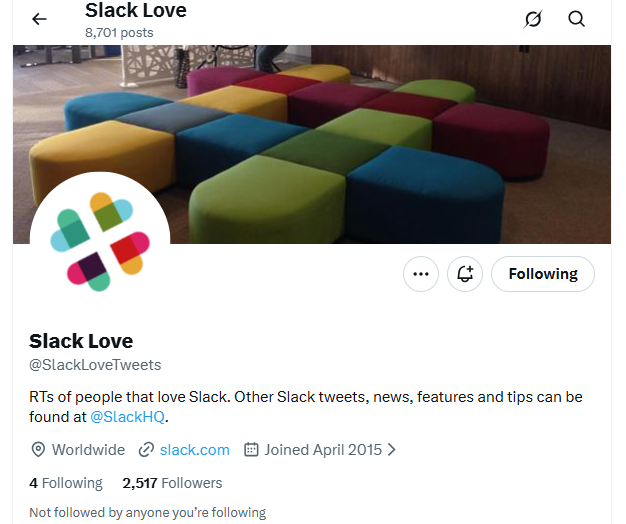 Slack Love
8,701 posts
Following
Slack Love
@SlackLoveTweets
RTs of people that love Slack. Other Slack tweets, news, features and tips can be
found at @SlackHQ.
Worldwide slack.com Joined April 2015
4 Following 2,517 Followers
Not followed by anyone you’re following